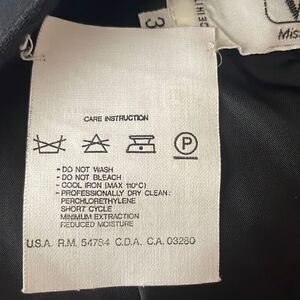 CARE INSTRUCTION
P
- DO NOT WASH
- DO NOT BLEACH
- COOL IRON (MAX 110°C)
- PROFESSIONALLY DRY CLEAN:
PERCHLORETHYLENE
SHORT CYCLE
MINIMUM EXTRACTION
REDUCED MOISTURE
U.S.A. R.M. 54784 C.D.A. C.A. 03280
Miss